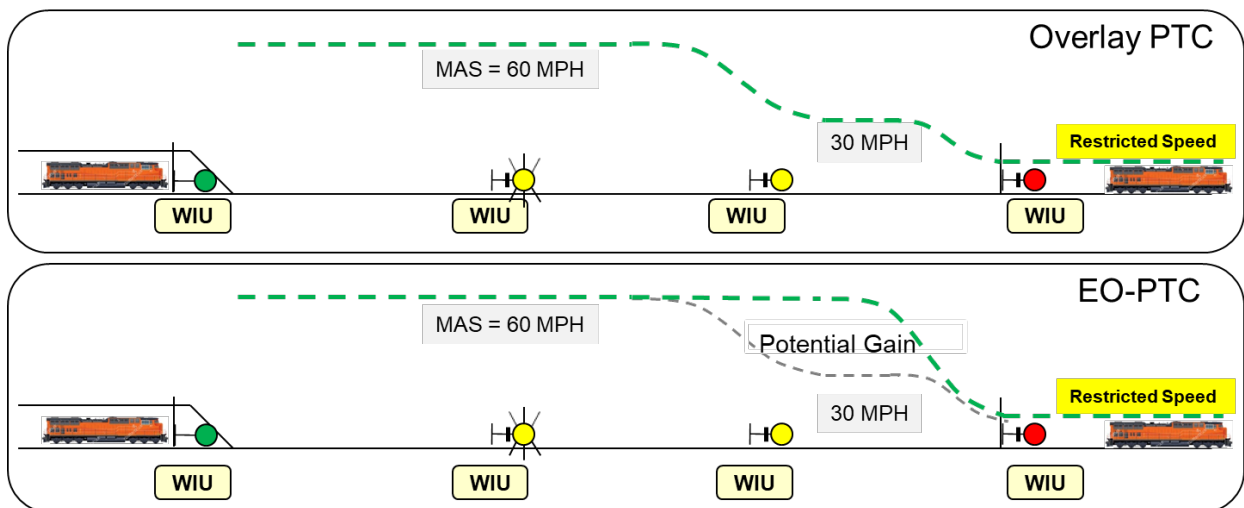 Overlay PTC
MAS = 60 MPH
30 MPH
Restricted Speed
WIU
WIU
WIU
WIU
EO-PTC
MAS = 60 MPH
Potential Gain
30 MPH
Restricted Speed
WIU
WIU
WIU
WIU